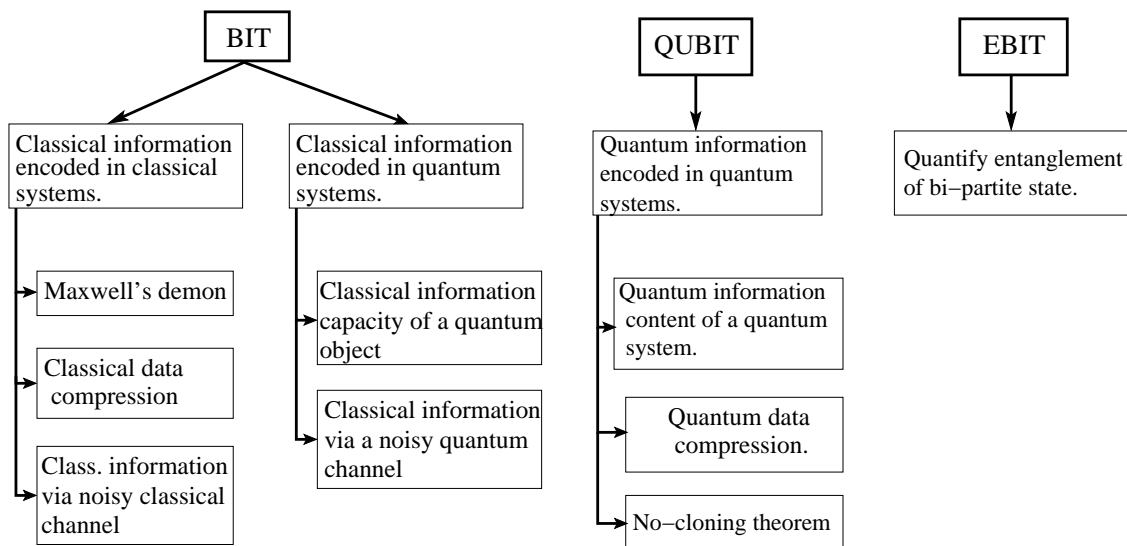 BIT
Classical information
encoded in classical
systems.
Maxwell's demon
Classical data
compression
Class. information
via noisy classical
channel
Classical information
encoded in quantum
systems.
Classical information
capacity of a quantum
object
Classical information
via a noisy quantum
channel
QUBIT
Quantum information
encoded in quantum
systems.
Quantum information
content of a quantum
system.
Quantum data
compression.
No−cloning theorem
EBIT
Quantify entanglement
of bi−partite state.